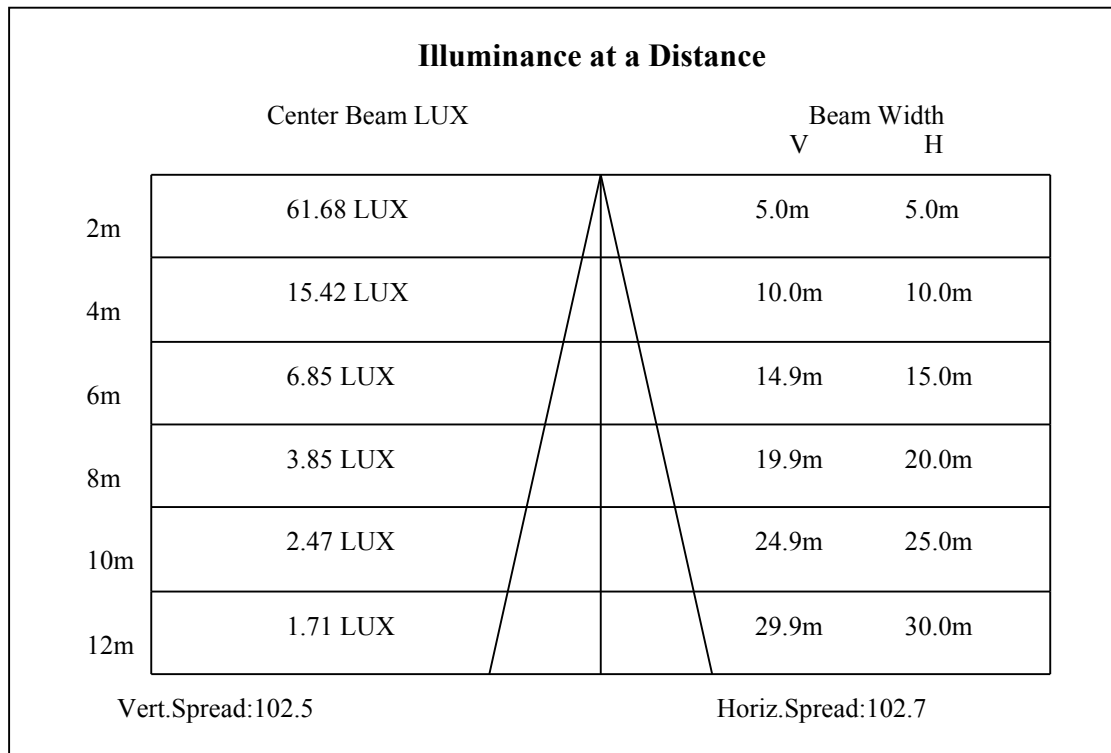 Illuminance at a Distance
Center Beam LUX Beam Width
V H
2m 61.68 LUX 5.0m 5.0m
4m 15.42 LUX 10.0m 10.0m
6m 6.85 LUX 14.9m 15.0m
8m 3.85 LUX 19.9m 20.0m
10m 2.47 LUX 24.9m 25.0m
12m 1.71 LUX 29.9m 30.0m
Vert.Spread:102.5 Horiz.Spread:102.7